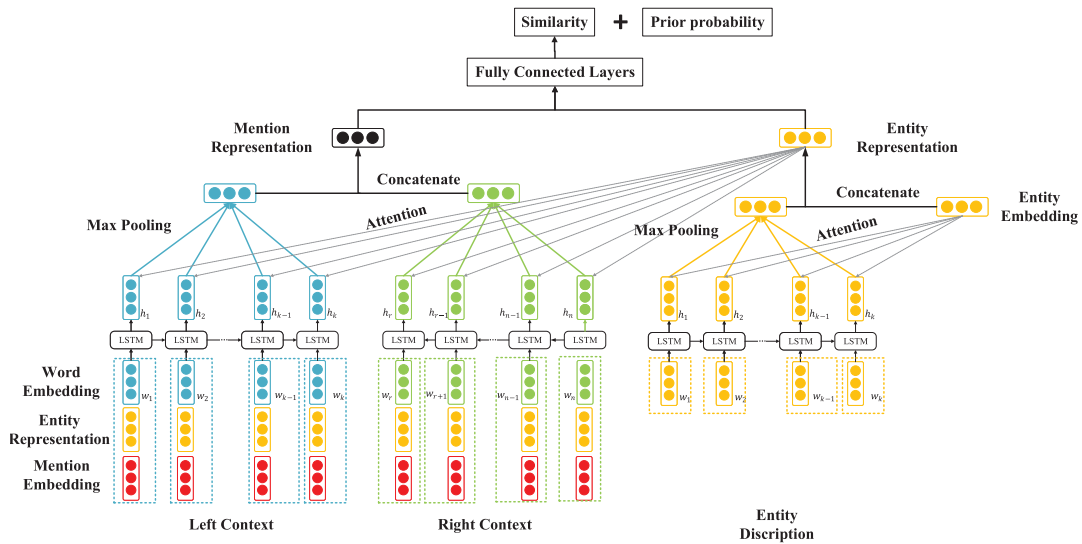 Similarity + Prior probability
Fully Connected Layers
Mention
Representation
Entity
Representation
Concatenate
Concatenate
Entity
Embedding
Max Pooling
Attention
Max Pooling
Attention
h₁ h₂ hₖ₋₁ hₖ hᵣ hᵣ₋₁ hₙ₋₁ hₙ h₁ h₂ hₖ₋₁ hₖ
LSTM LSTM LSTM LSTM LSTM LSTM LSTM LSTM LSTM LSTM LSTM LSTM
Word
Embedding
w₁ w₂ wₖ₋₁ wₖ wᵣ wᵣ₊₁ wₙ₋₁ wₙ w₁ w₂ wₖ₋₁ wₖ
Entity
Representation
Mention
Embedding
Left Context
Right Context
Entity
Discription